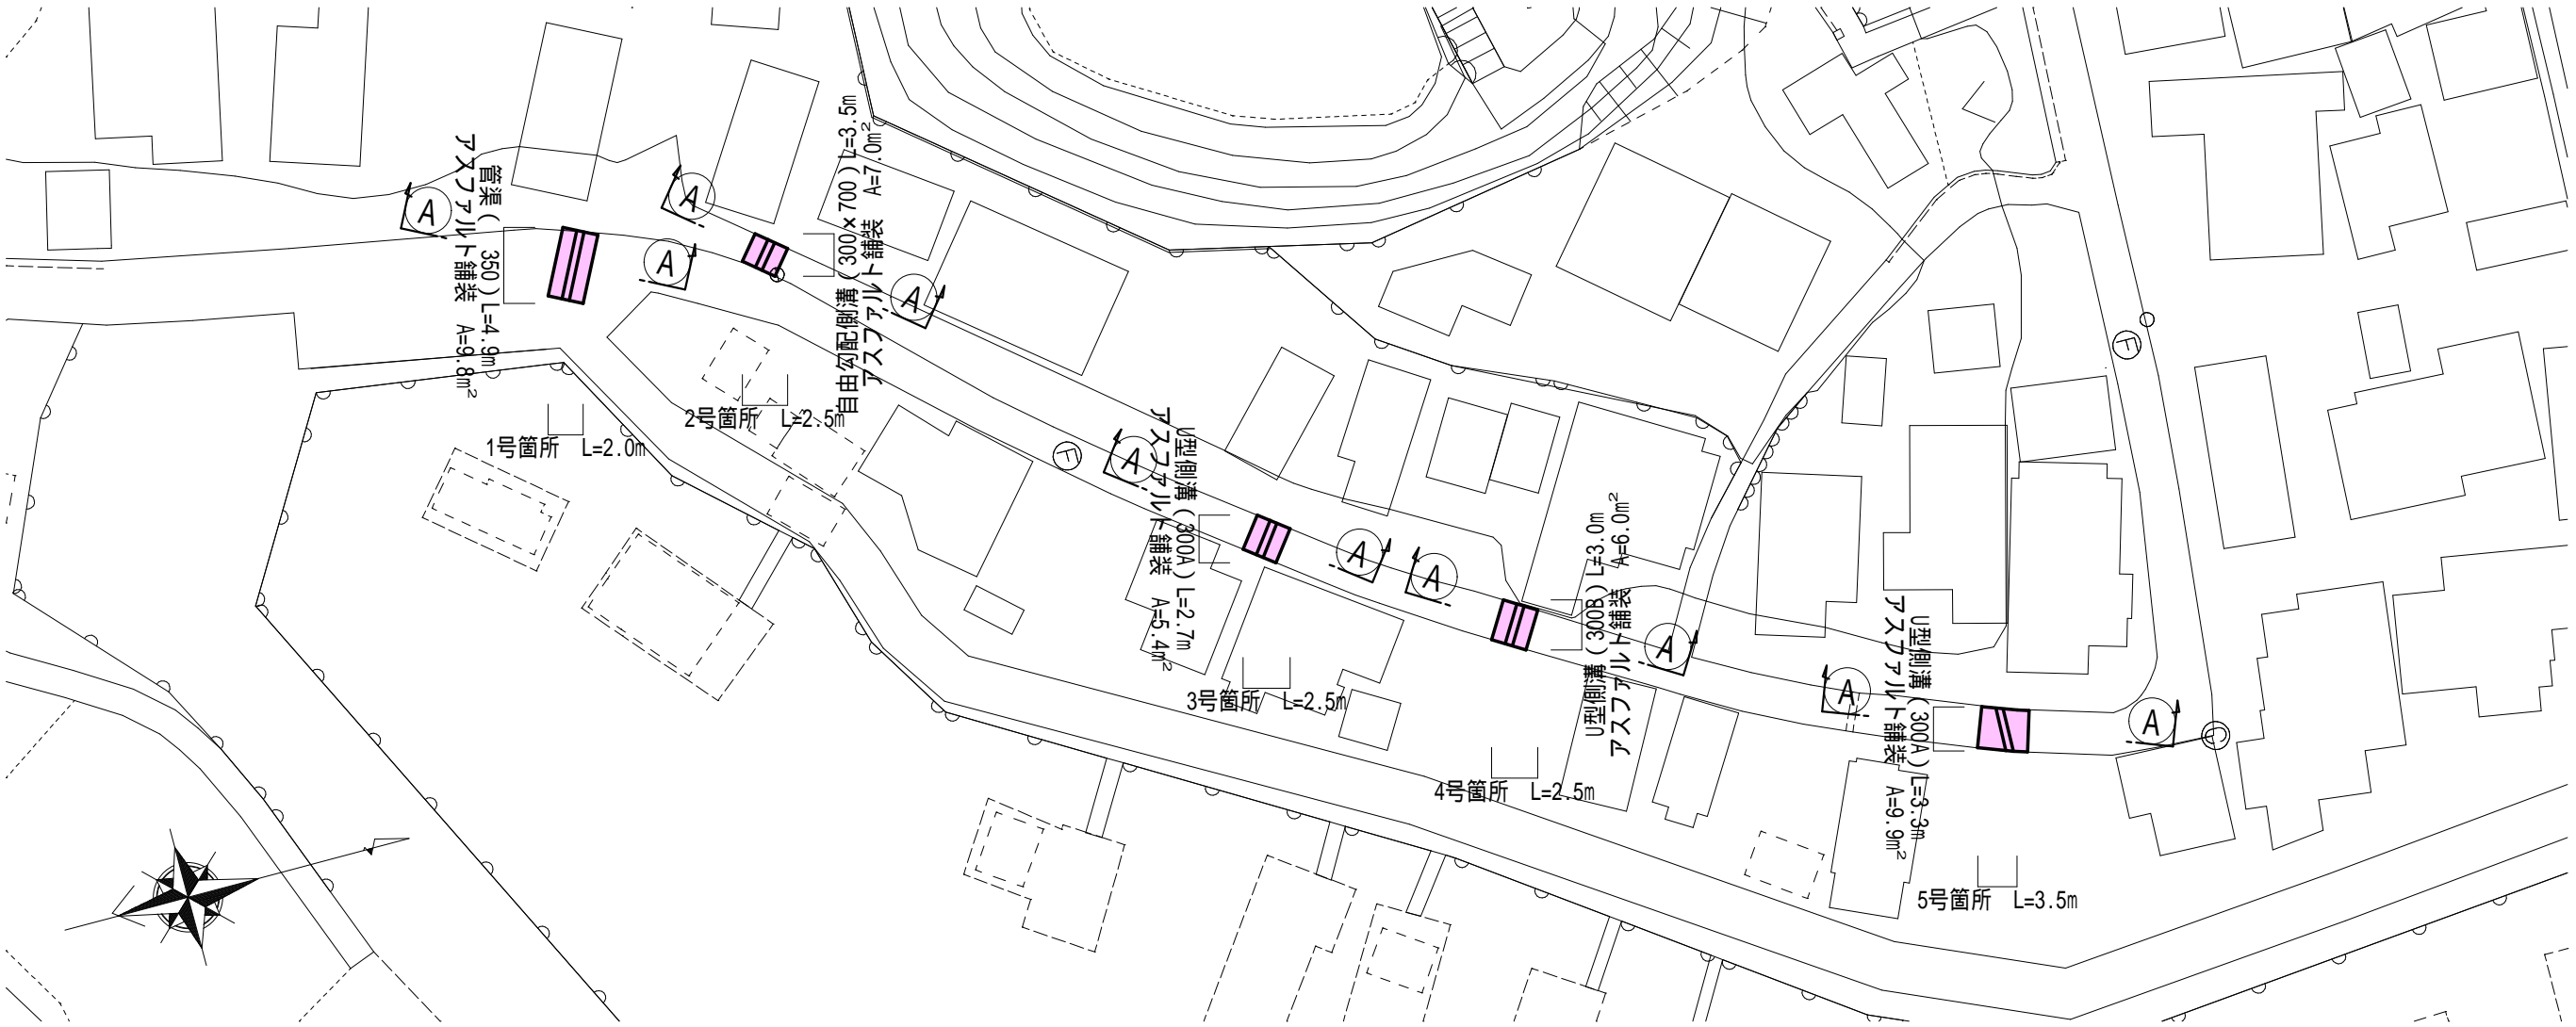 管渠( 350)L=4.9m
アスファルト舗装 A=9.8m²
1号箇所 L=2.0m
自由勾配側溝(300×700)L=3.5m
アスファルト舗装 A=7.0m²
2号箇所 L=2.5m
U型側溝(300A)L=2.7m
アスファルト舗装 A=5.4m²
3号箇所 L=2.5m
U型側溝(300B)L=3.0m
アスファルト舗装 A=6.0m²
4号箇所 L=2.5m
U型側溝(300A)L=3.3m
アスファルト舗装 A=9.9m²
5号箇所 L=3.5m
A
A
A
A
A
A
A
A
A
A
F
F
C